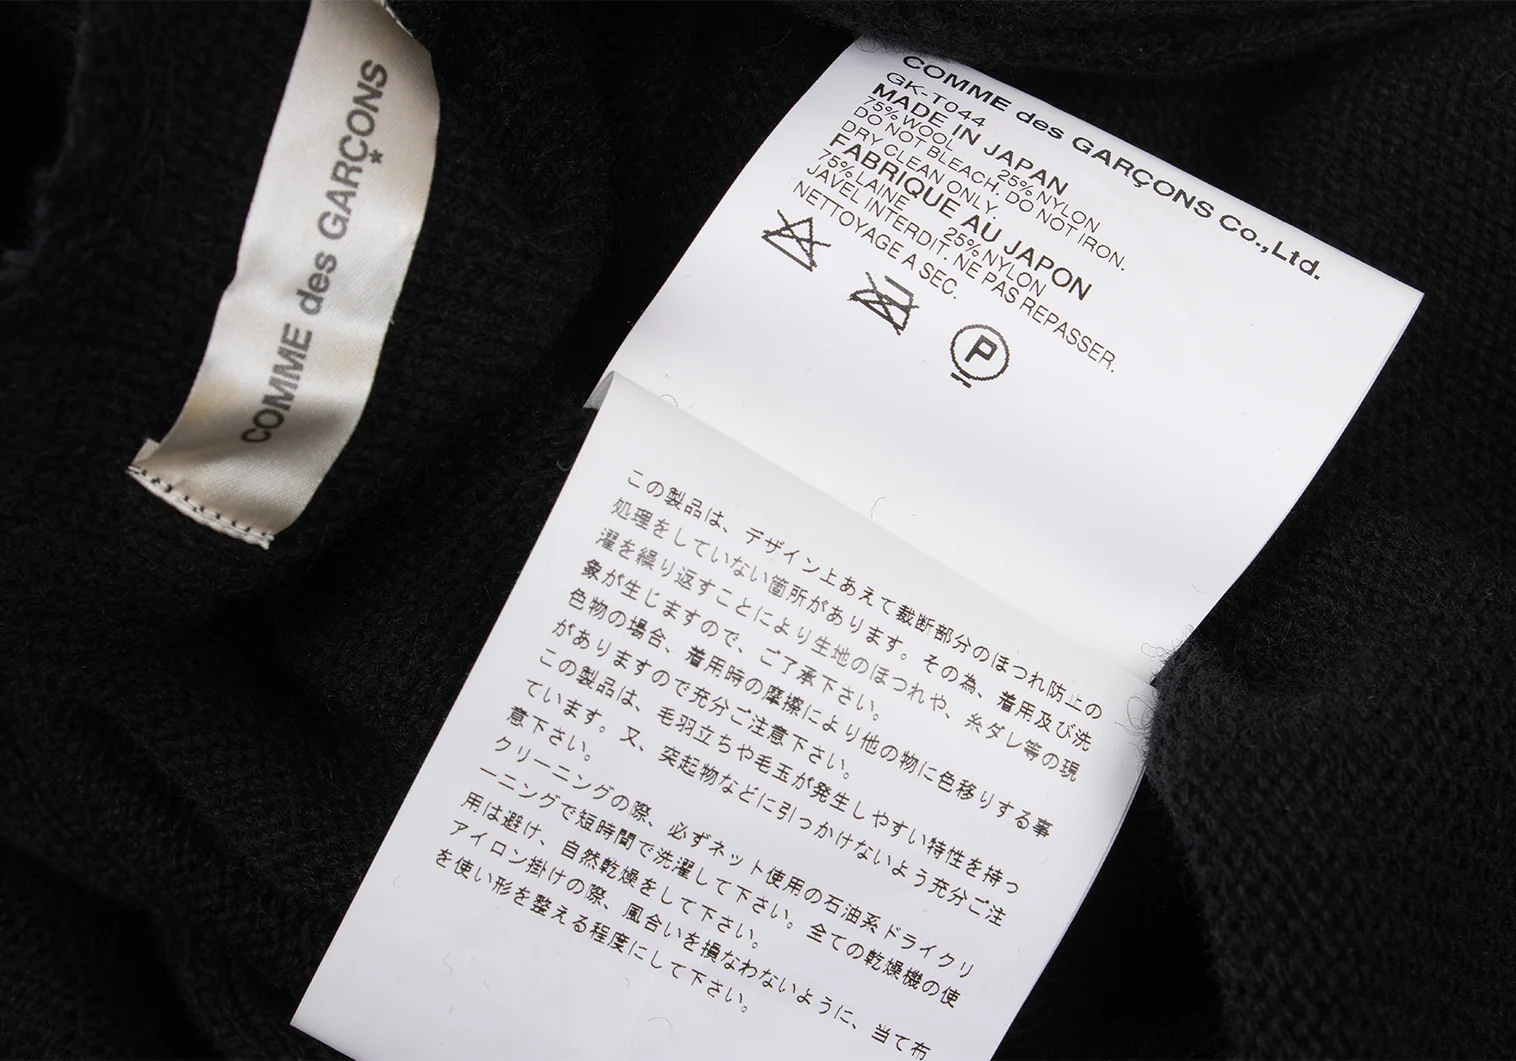 COMME des GARÇONS
COMME des GARÇONS Co.,Ltd.
GK-T044
MADE IN JAPAN
75% WOOL 25% NYLON
DO NOT BLEACH. DO NOT IRON.
DRY CLEAN ONLY.
FABRIQUE AU JAPON
75% LAINE 25% NYLON
JAVEL INTERDIT. NE PAS REPASSER.
NETTOYAGE A SEC.
P
この製品は、デザイン上あえて裁断部分のほつれ防止の
処理をしていない箇所があります。その為、着用及び洗
濯を繰り返すことにより生地のほつれや、糸ダレ等の現
象が生じますので、ご了承下さい。
色物の場合、着用時の摩擦により他の物に色移りする事
がありますので充分ご注意下さい。
この製品は、毛羽立ちや毛玉が発生しやすい特性を持っ
ています。又、突起物などに引っかけないよう充分ご注
意下さい。
クリーニングの際、必ずネット使用の石油系ドライクリ
ーニングで短時間で洗濯して下さい。全ての乾燥機の使
用は避け、自然乾燥をして下さい。
アイロン掛けの際、風合いを損なわないように、当て布
を使い形を整える程度にして下さい。